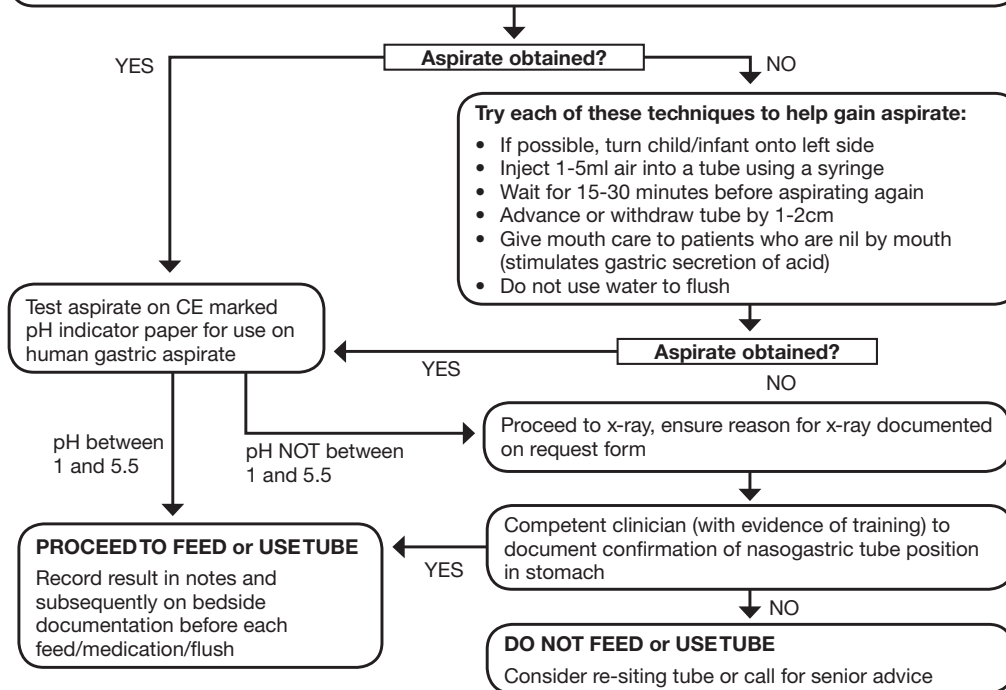 Aspirate obtained?
YES
NO
Try each of these techniques to help gain aspirate:
• If possible, turn child/infant onto left side
• Inject 1-5ml air into a tube using a syringe
• Wait for 15-30 minutes before aspirating again
• Advance or withdraw tube by 1-2cm
• Give mouth care to patients who are nil by mouth
(stimulates gastric secretion of acid)
• Do not use water to flush
Test aspirate on CE marked
pH indicator paper for use on
human gastric aspirate
Aspirate obtained?
YES
NO
pH between
1 and 5.5
pH NOT between
1 and 5.5
Proceed to x-ray, ensure reason for x-ray documented
on request form
Competent clinician (with evidence of training) to
document confirmation of nasogastric tube position
in stomach
YES
NO
PROCEED TO FEED or USE TUBE
Record result in notes and
subsequently on bedside
documentation before each
feed/medication/flush
DO NOT FEED or USE TUBE
Consider re-siting tube or call for senior advice